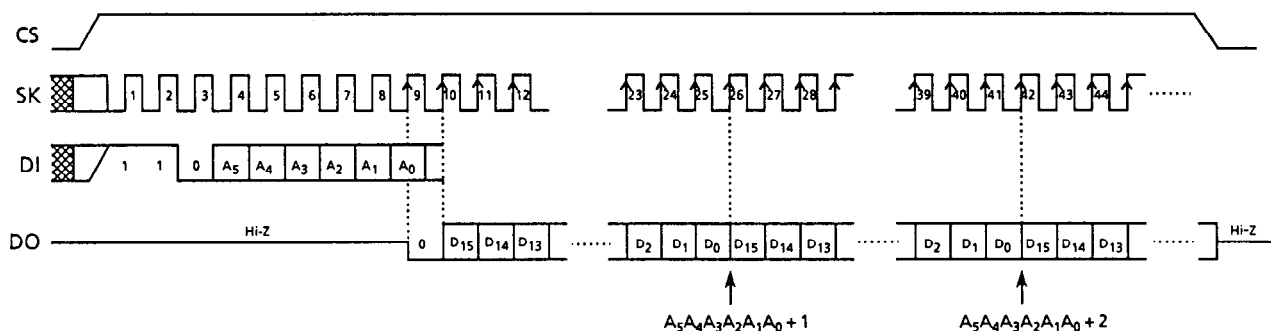 CS
SK 1 2 3 4 5 6 7 8 9 10 11 12 23 24 25 26 27 28 39 40 41 42 43 44
DI 1 1 0 A5 A4 A3 A2 A1 A0
DO Hi-Z 0 D15 D14 D13 D2 D1 D0 D15 D14 D13 D2 D1 D0 D15 D14 D13 Hi-Z
A5A4A3A2A1A0 + 1 A5A4A3A2A1A0 + 2